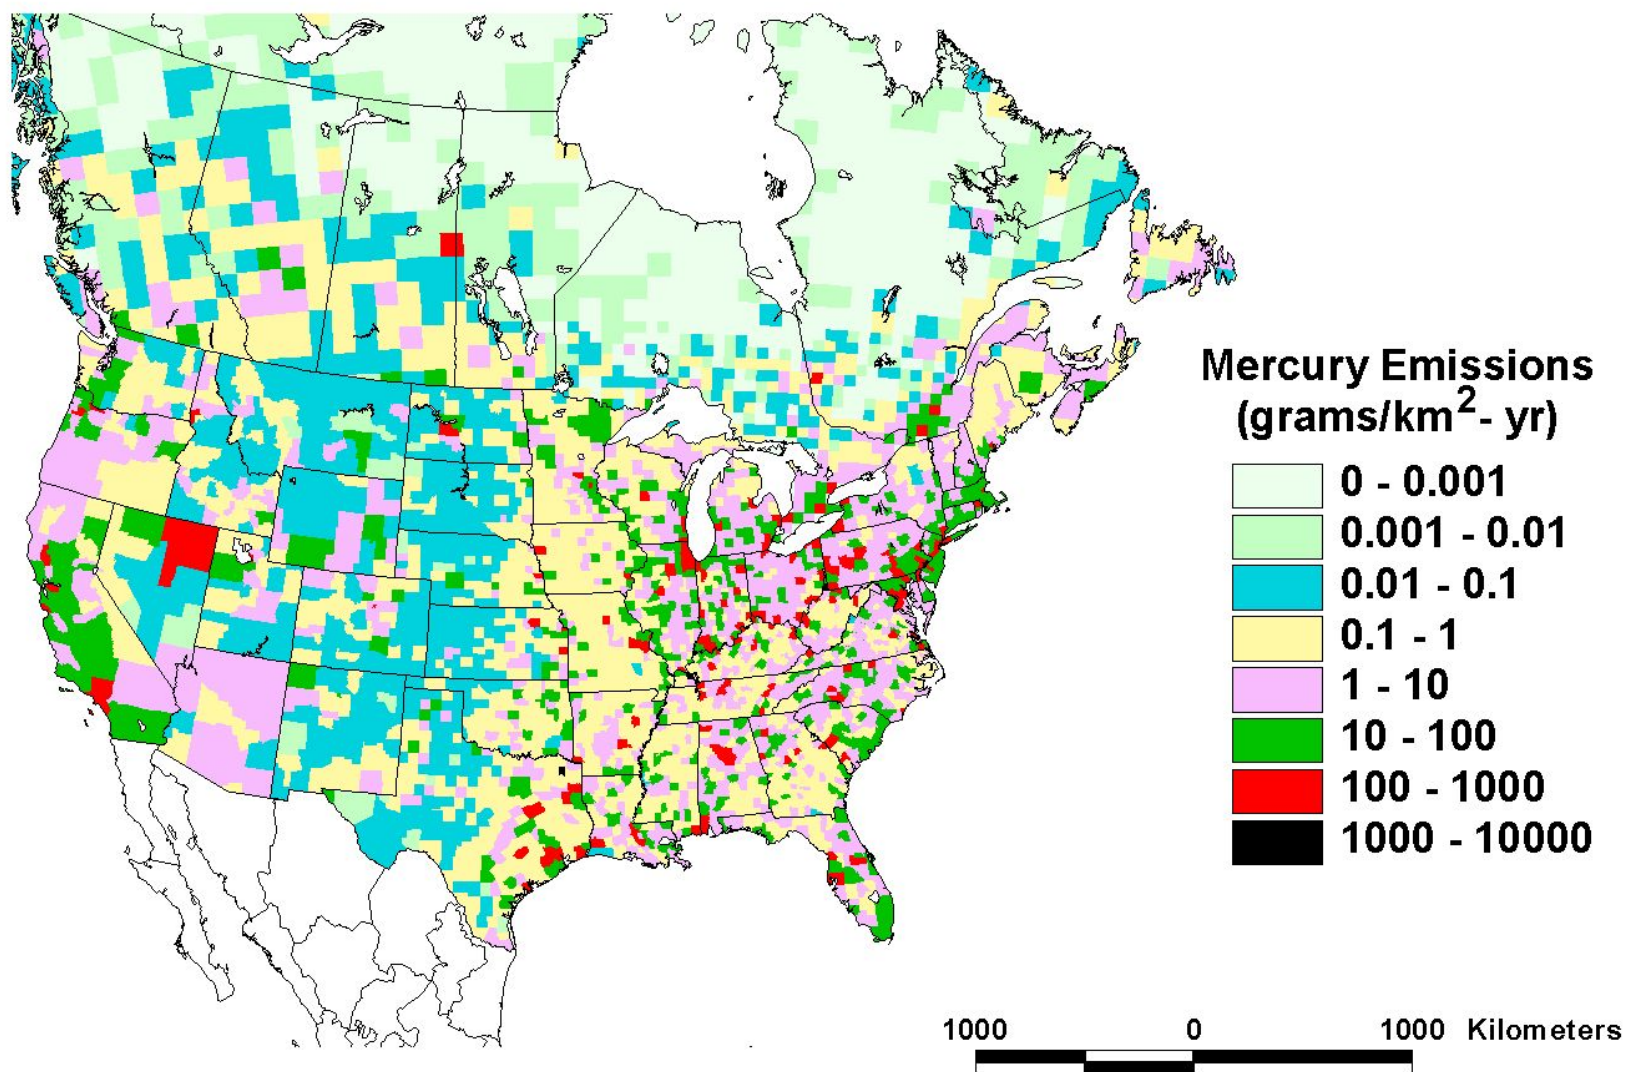 Mercury Emissions
(grams/km²- yr)
0 - 0.001
0.001 - 0.01
0.01 - 0.1
0.1 - 1
1 - 10
10 - 100
100 - 1000
1000 - 10000
1000 0 1000 Kilometers